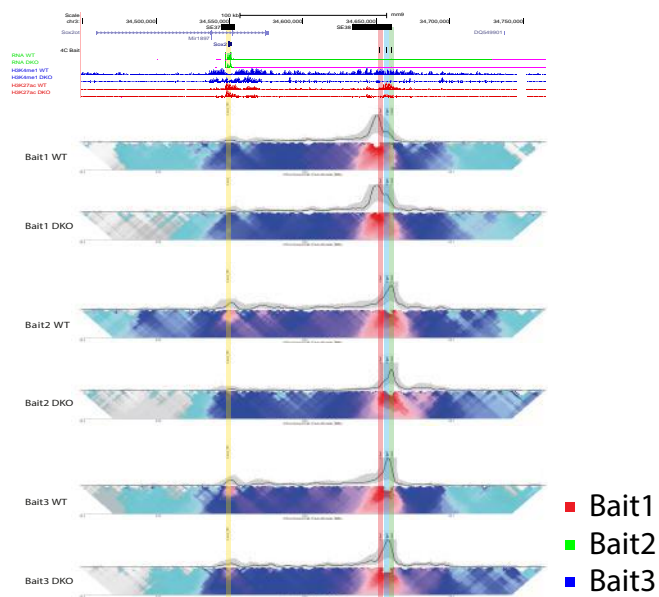 Scale
100 kb
mm9
chr3:
34,500,000
34,550,000
34,600,000
34,650,000
34,700,000
34,750,000
SE37
SE38
Sox2ot
Mir1897
DQ549901
Sox2
4C Bait
RNA WT
RNA DKO
H3K4me1 WT
H3K4me1 DKO
H3K27ac WT
H3K27ac DKO
Bait1 WT
Bait1 DKO
Bait2 WT
Bait2 DKO
Bait3 WT
Bait3 DKO
Bait1
Bait2
Bait3